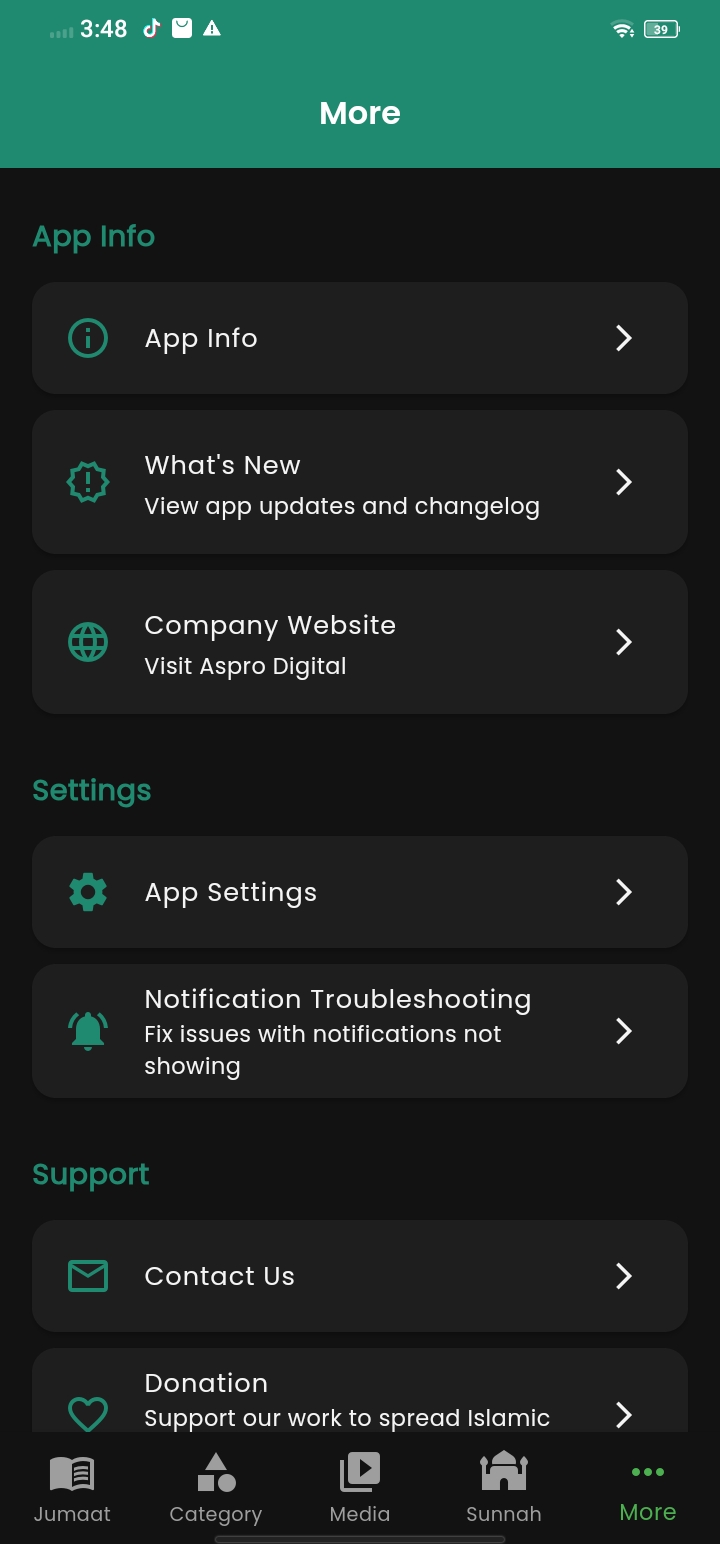 3:48
39
More
App Info
App Info
What's New
View app updates and changelog
Company Website
Visit Aspro Digital
Settings
App Settings
Notification Troubleshooting
Fix issues with notifications not
showing
Support
Contact Us
Donation
Support our work to spread Islamic
Jumaat
Category
Media
Sunnah
More